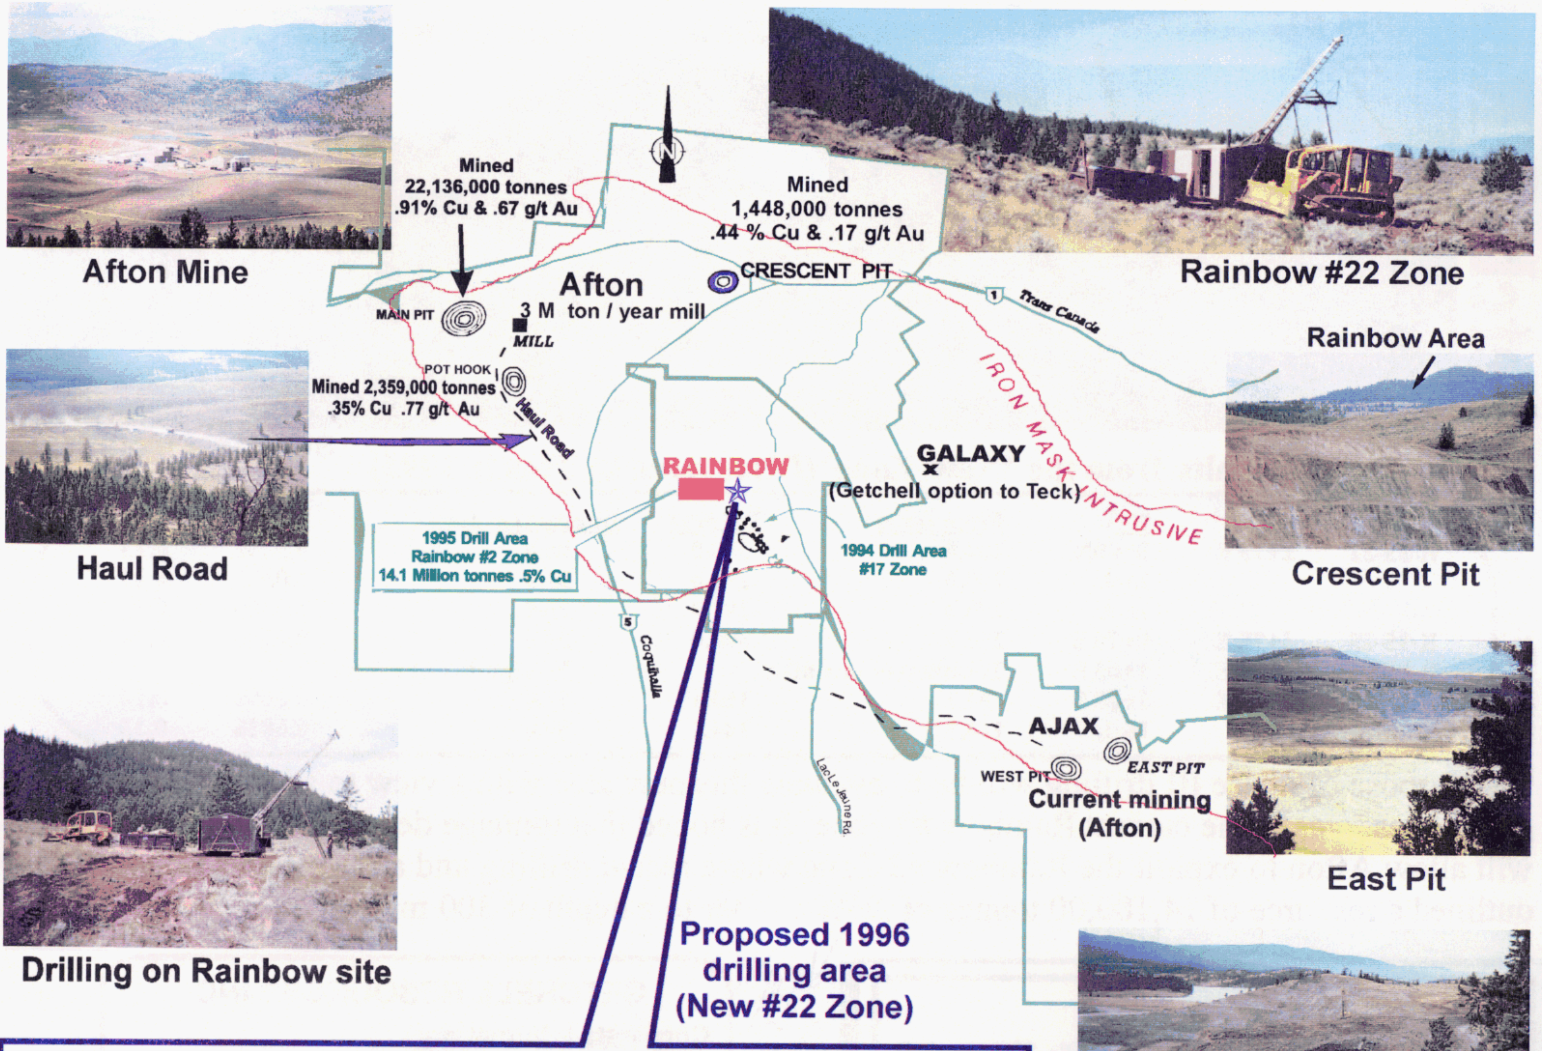 Afton Mine
Mined
22,136,000 tonnes
.91% Cu & .67 g/t Au
N
Mined
1,448,000 tonnes
.44 % Cu & .17 g/t Au
Rainbow #22 Zone
CRESCENT PIT
Afton
3 M ton / year mill
MAIN PIT
MILL
1
Trans Canada
Rainbow Area
POT HOOK
Mined 2,359,000 tonnes
.35% Cu .77 g/t Au
Haul Road
IRON MASK INTRUSIVE
GALAXY
(Getchell option to Teck)
RAINBOW
Haul Road
1995 Drill Area
Rainbow #2 Zone
14.1 Million tonnes .5% Cu
1994 Drill Area
#17 Zone
Crescent Pit
5
Coquihalla
Lac Le Jeune Rd.
AJAX
WEST PIT
EAST PIT
Current mining
(Afton)
East Pit
Drilling on Rainbow site
Proposed 1996
drilling area
(New #22 Zone)